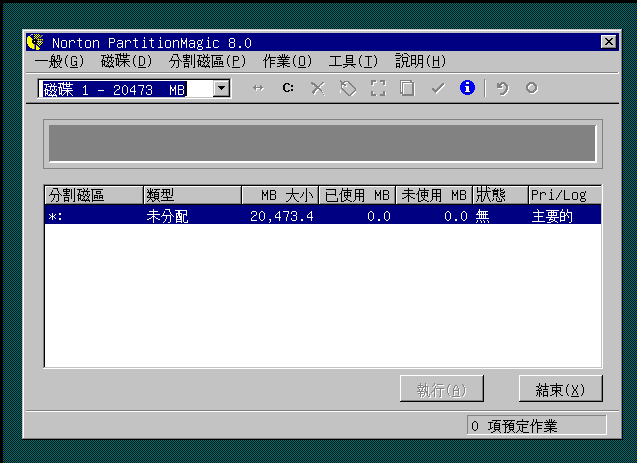 Norton PartitionMagic 8.0
一般(G) 磁碟(D) 分割磁區(P) 作業(O) 工具(T) 說明(H)
磁碟 1 - 20473 MB C:
分割磁區 類型 MB 大小 已使用 MB 未使用 MB 狀態 Pri/Log
*: 未分配 20,473.4 0.0 0.0 無 主要的
執行(A) 結束(X)
0 項預定作業